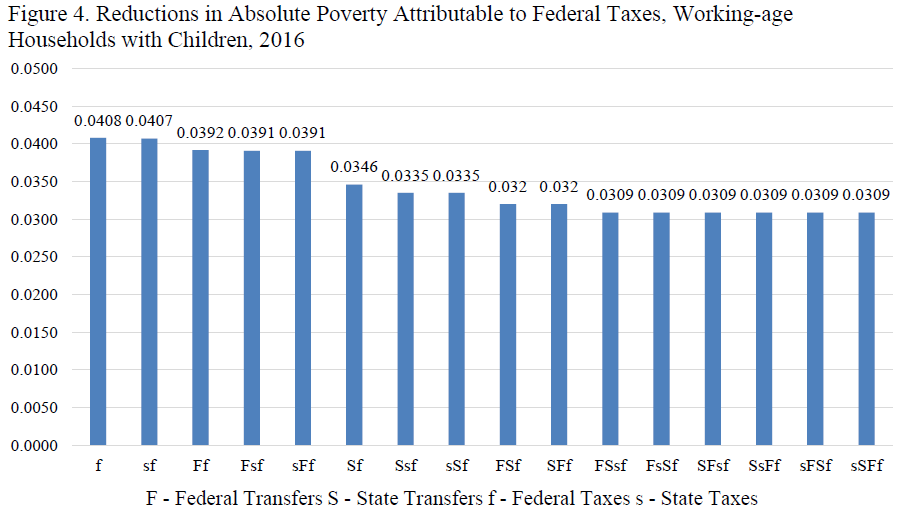 Figure 4. Reductions in Absolute Poverty Attributable to Federal Taxes, Working-age
Households with Children, 2016
0.0500
0.0450
0.0400
0.0350
0.0300
0.0250
0.0200
0.0150
0.0100
0.0050
0.0000
0.0408 0.0407 0.0392 0.0391 0.0391 0.0346 0.0335 0.0335 0.032 0.032 0.0309 0.0309 0.0309 0.0309 0.0309 0.0309
f sf Ff Fsf sFf Sf Ssf sSf FSf SFf FSsf FsSf SFsf SsFf sFSf sSFf
F - Federal Transfers S - State Transfers f - Federal Taxes s - State Taxes